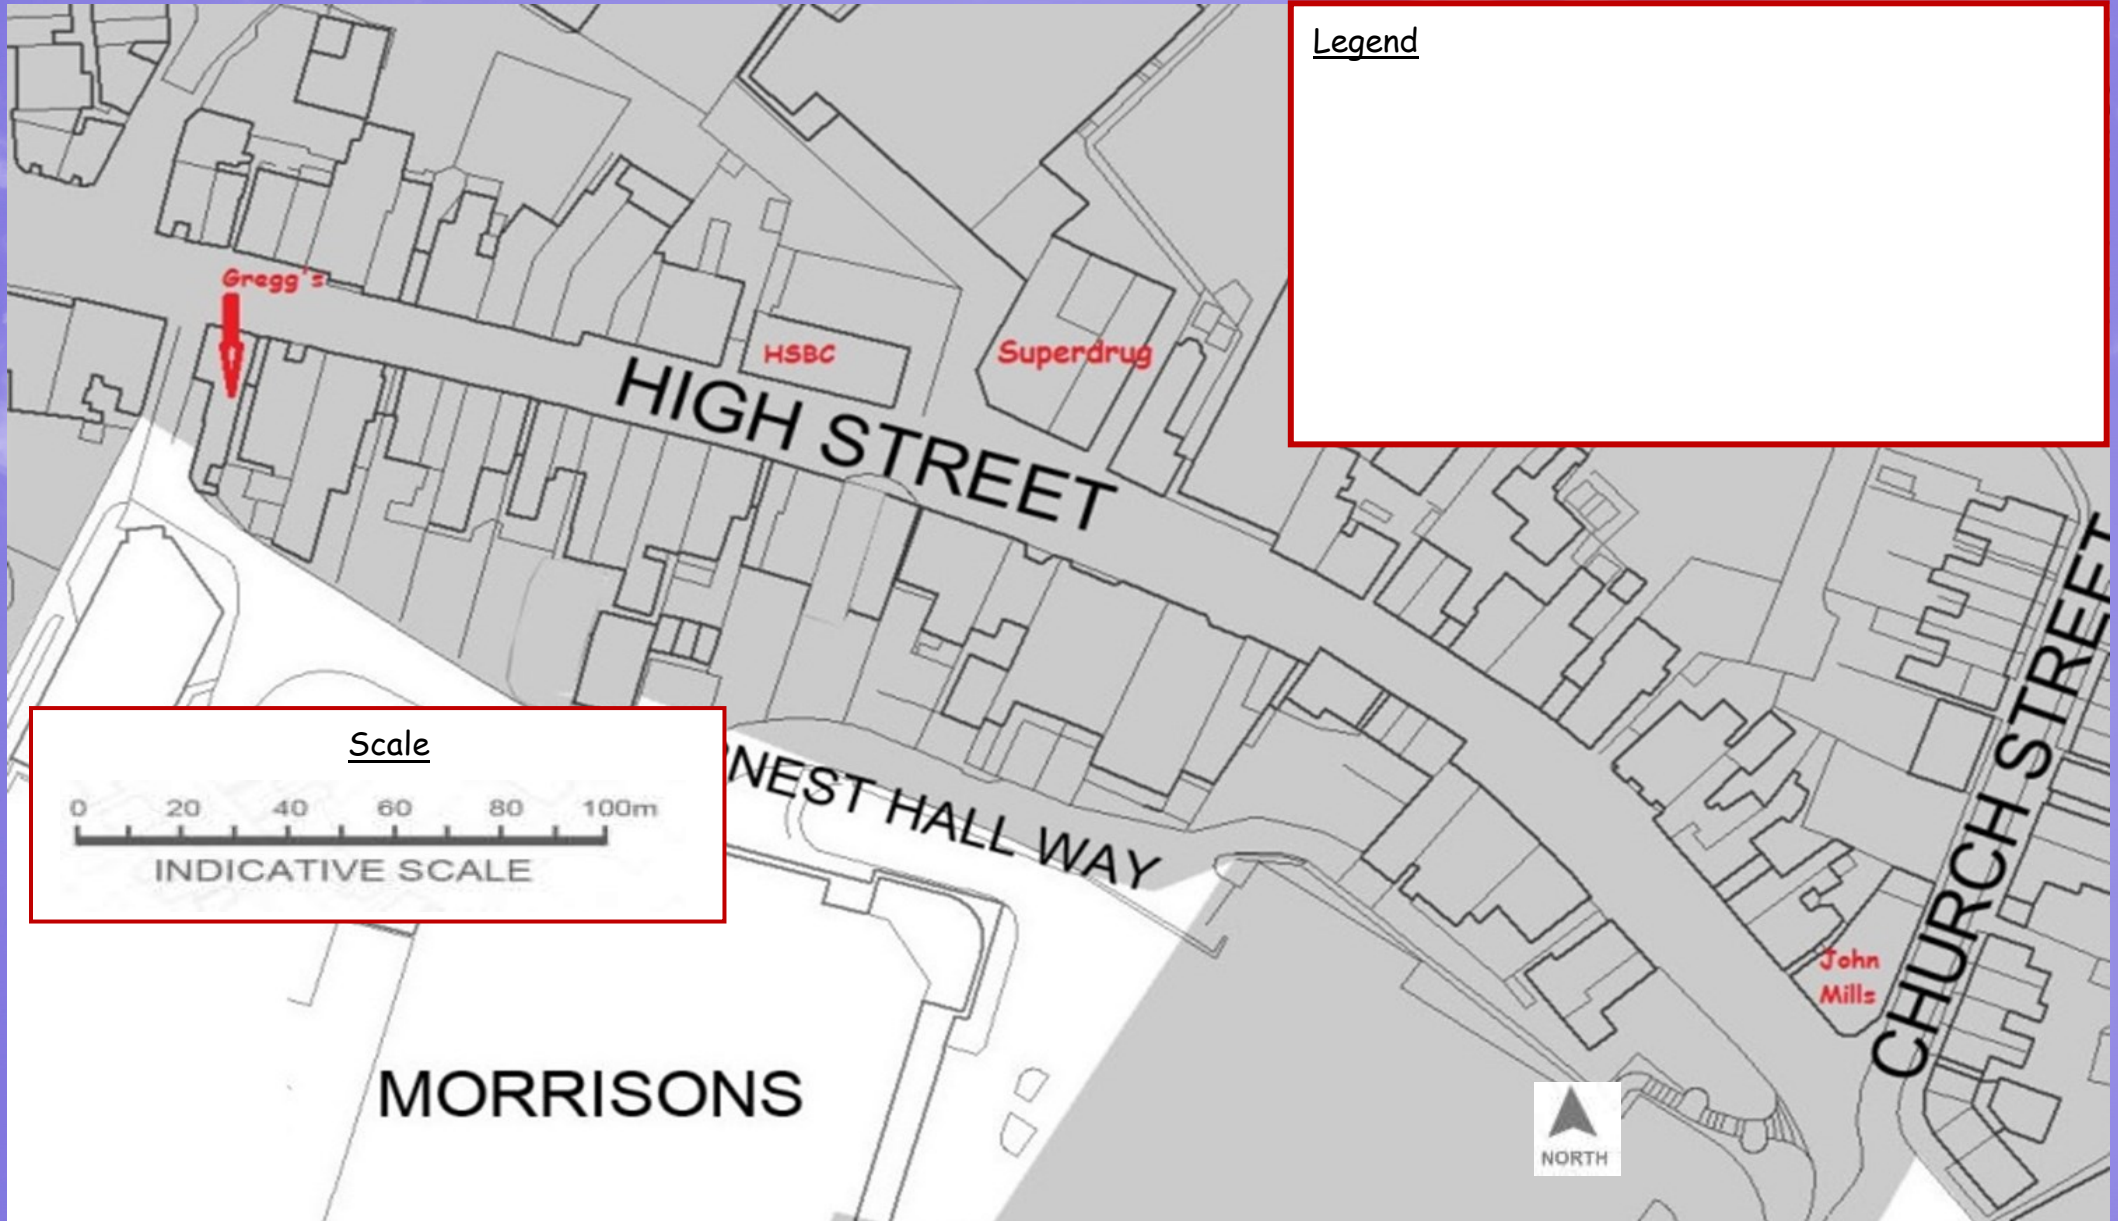 Legend
Gregg's
HSBC
Superdrug
HIGH STREET
CHURCH STREET
Scale
0 20 40 60 80 100m
INDICATIVE SCALE
HALL WAY
John
Mills
MORRISONS
NORTH